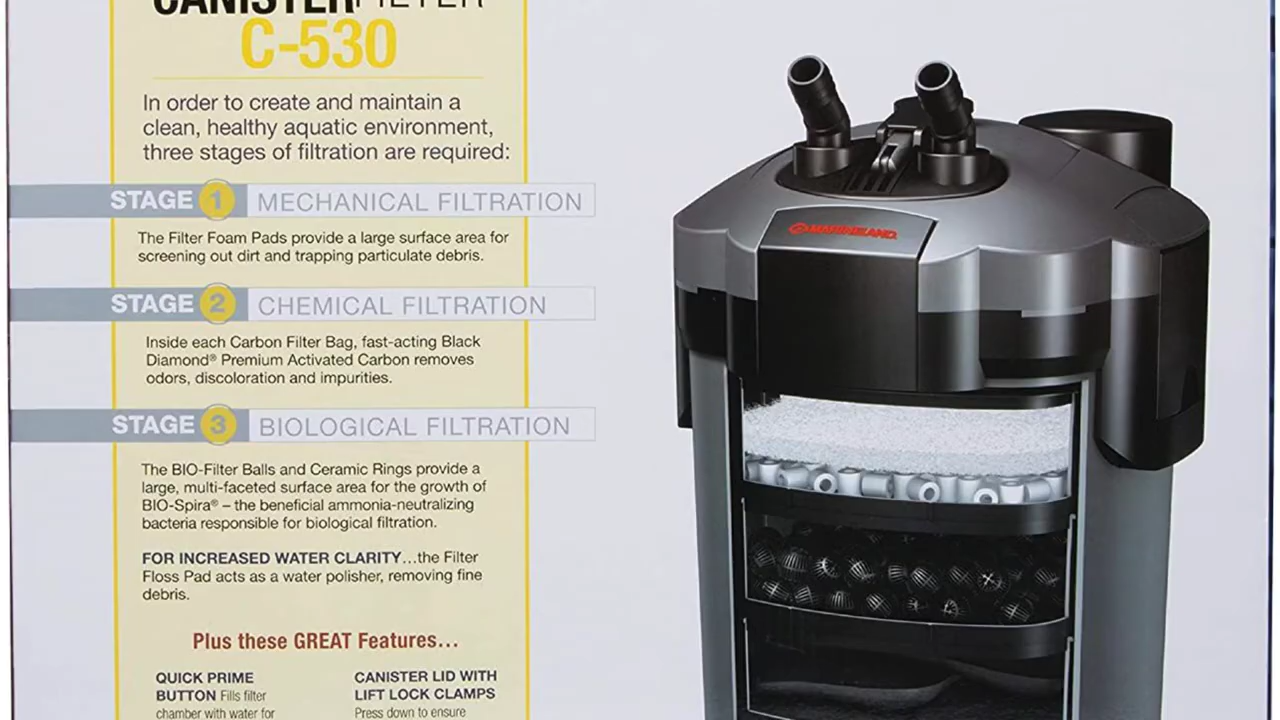 CANISTER FILTER
C-530
In order to create and maintain a
clean, healthy aquatic environment,
three stages of filtration are required:
STAGE 1 MECHANICAL FILTRATION
The Filter Foam Pads provide a large surface area for
screening out dirt and trapping particulate debris.
STAGE 2 CHEMICAL FILTRATION
Inside each Carbon Filter Bag, fast-acting Black
Diamond® Premium Activated Carbon removes
odors, discoloration and impurities.
STAGE 3 BIOLOGICAL FILTRATION
The BIO-Filter Balls and Ceramic Rings provide a
large, multi-faceted surface area for the growth of
BIO-Spira® – the beneficial ammonia-neutralizing
bacteria responsible for biological filtration.
FOR INCREASED WATER CLARITY...the Filter
Floss Pad acts as a water polisher, removing fine
debris.
Plus these GREAT Features...
QUICK PRIME
BUTTON Fills filter
chamber with water for
CANISTER LID WITH
LIFT LOCK CLAMPS
Press down to ensure
MARINELAND